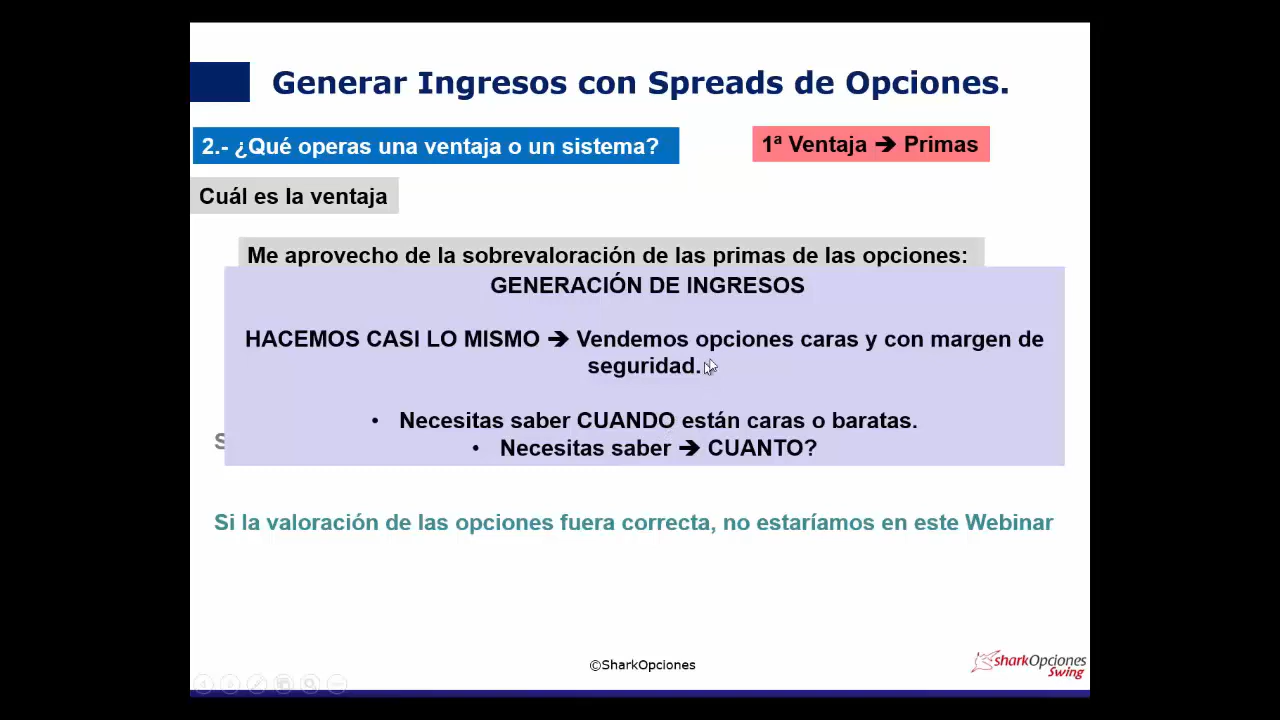 Generar Ingresos con Spreads de Opciones.
2.- ¿Qué operas una ventaja o un sistema?
1ª Ventaja ➔ Primas
Cuál es la ventaja
Me aprovecho de la sobrevaloración de las primas de las opciones:
GENERACIÓN DE INGRESOS
HACEMOS CASI LO MISMO ➔ Vendemos opciones caras y con margen de
seguridad.
• Necesitas saber CUANDO están caras o baratas.
• Necesitas saber ➔ CUANTO?
Si la valoración de las opciones fuera correcta, no estaríamos en este Webinar
©SharkOpciones
sharkOpciones
Swing